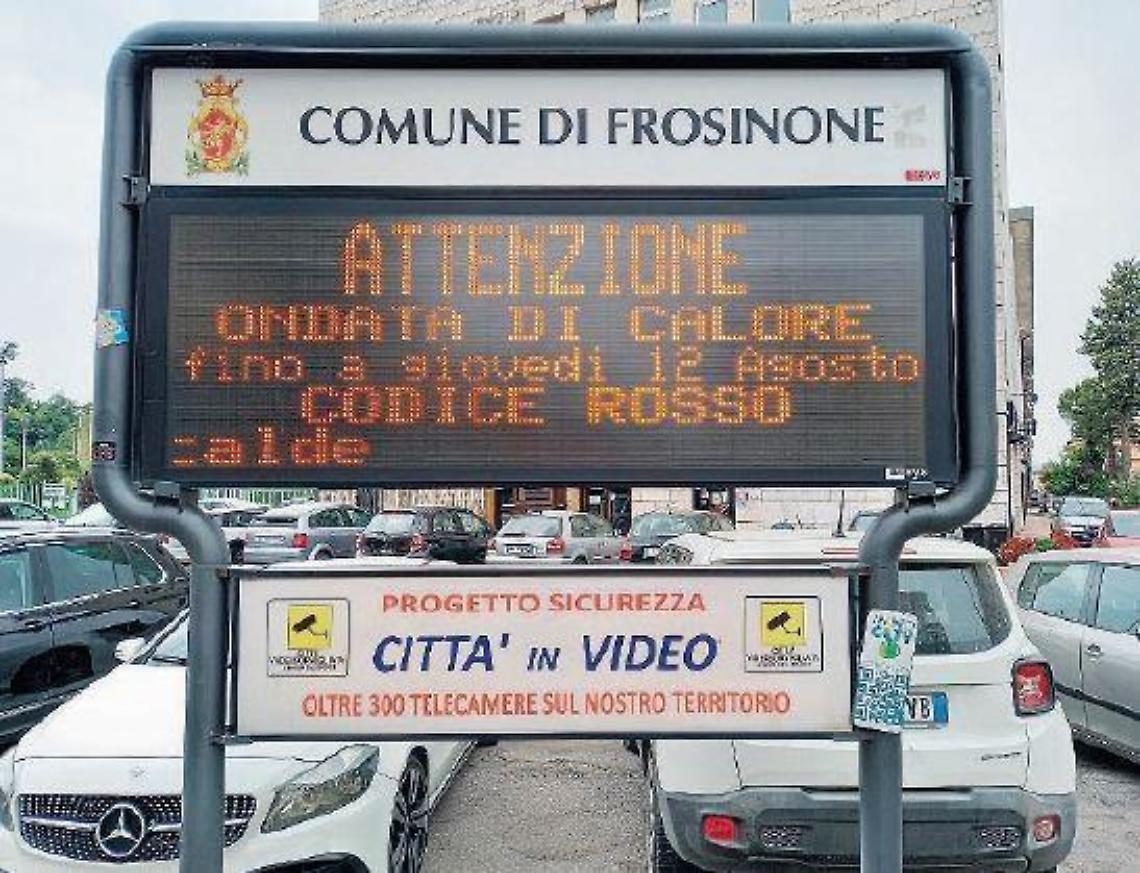 COMUNE DI FROSINONE
ATTENZIONE
ONDATA DI CALORE
fino a giovedì 12 Agosto
CODICE ROSSO
calde
PROGETTO SICUREZZA
CITTA' IN VIDEO
OLTRE 300 TELECAMERE SUL NOSTRO TERRITORIO